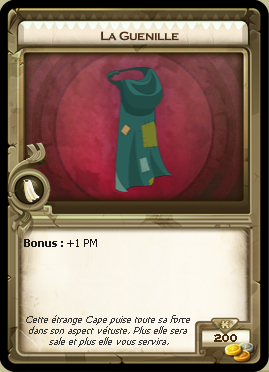 La Guenille
Bonus : +1 PM
Cette étrange Cape puise toute sa force
dans son aspect vétuste. Plus elle sera
sale et plus elle vous servira.
K
200